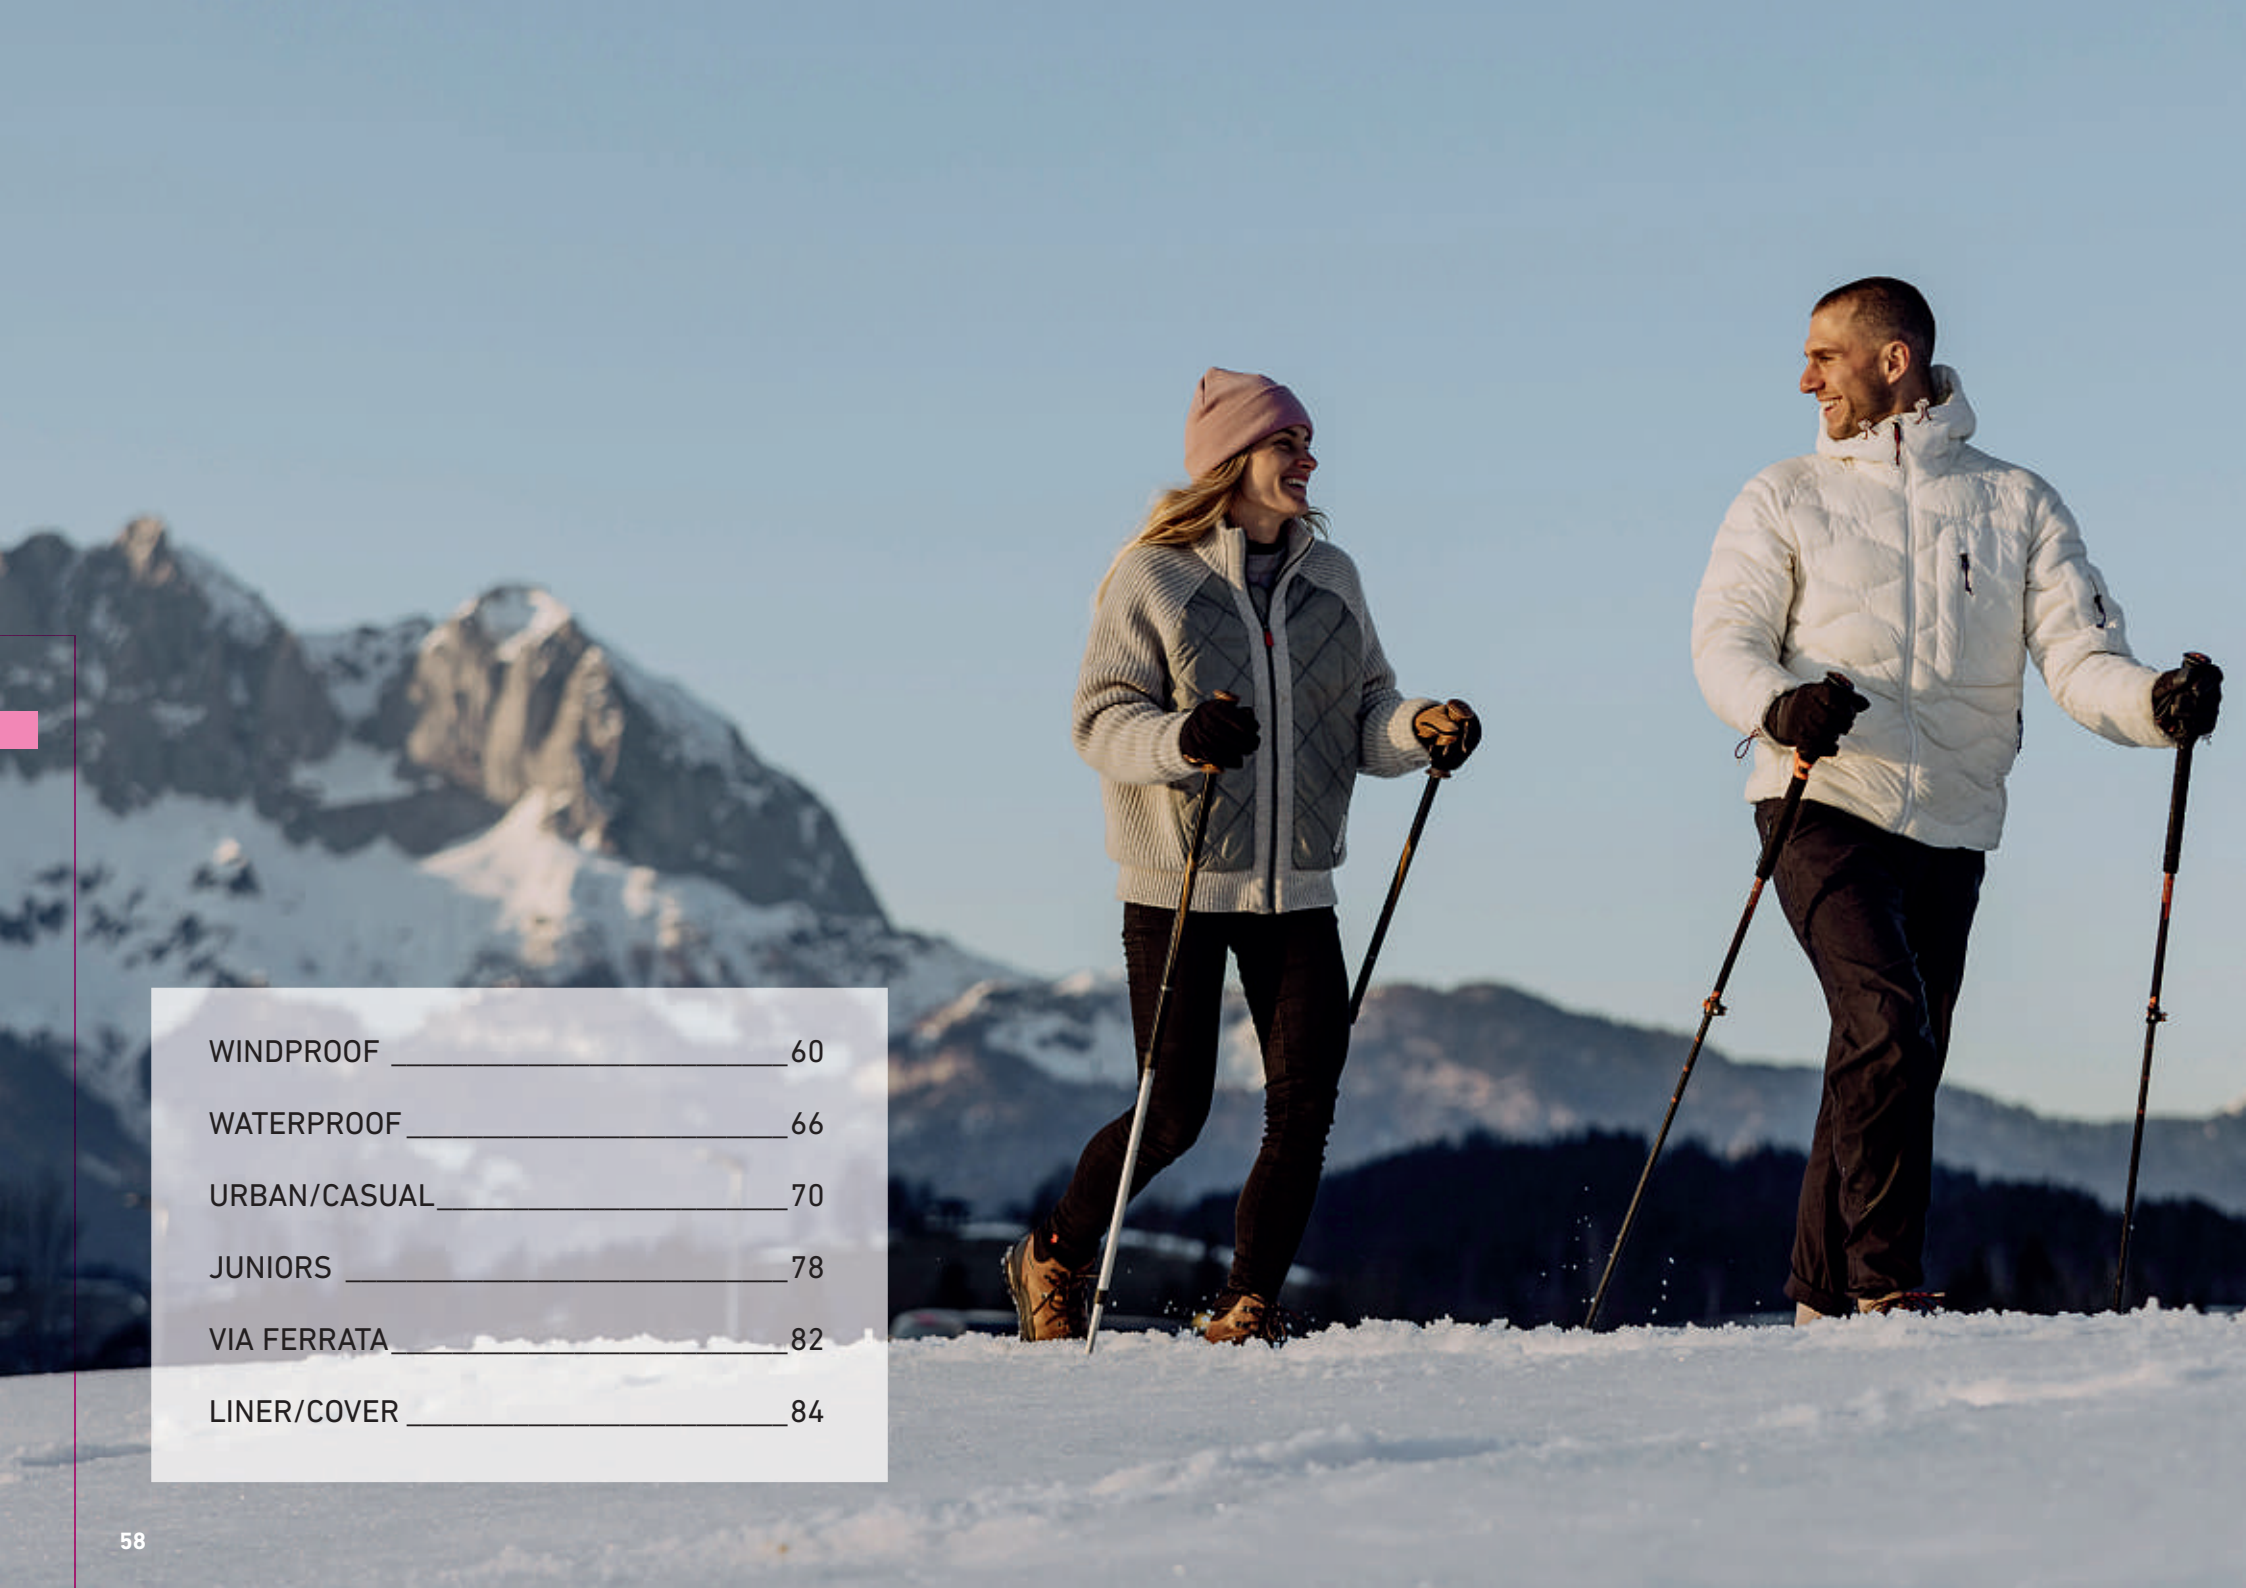 WINDPROOF 60
WATERPROOF 66
URBAN/CASUAL 70
JUNIORS 78
VIA FERRATA 82
LINER/COVER 84
58